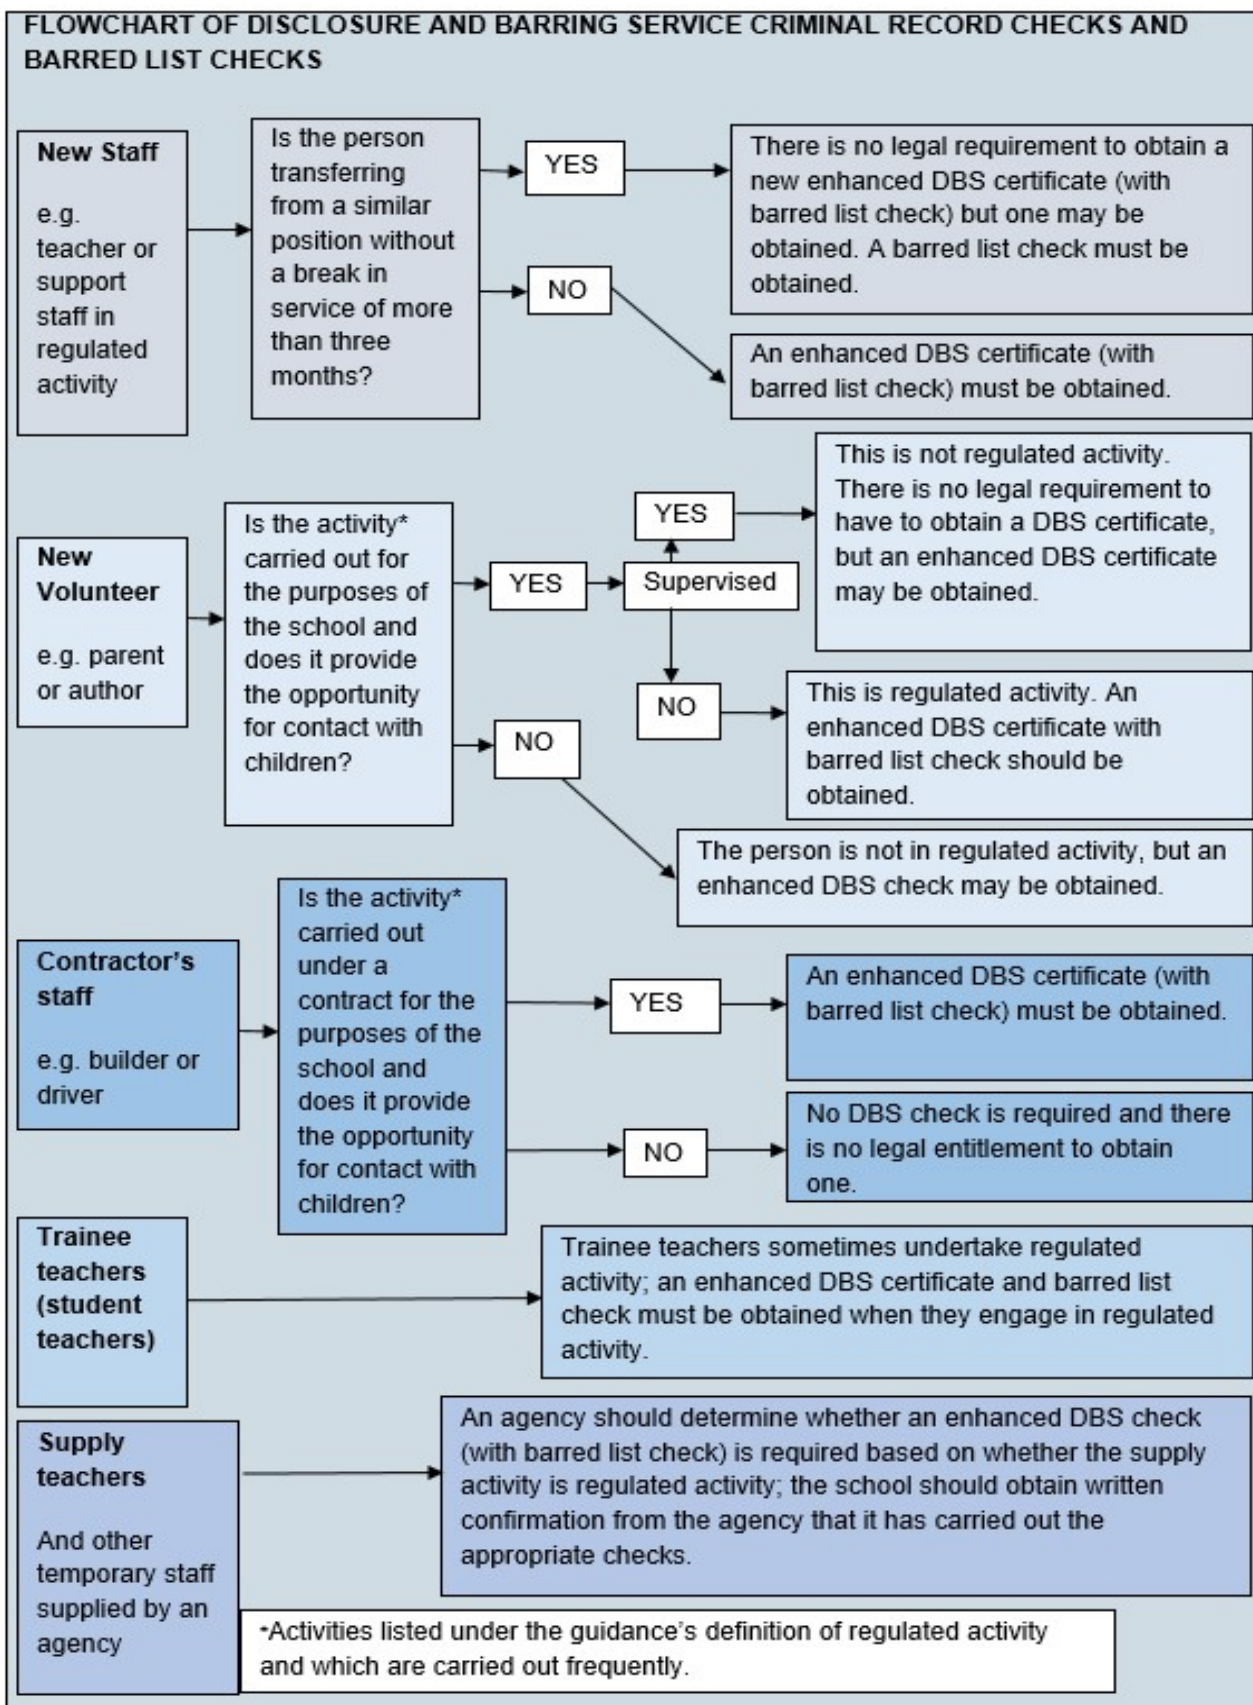 FLOWCHART OF DISCLOSURE AND BARRING SERVICE CRIMINAL RECORD CHECKS AND
BARRED LIST CHECKS
New Staff
e.g.
teacher or
support
staff in
regulated
activity
Is the person
transferring
from a similar
position without
a break in
service of more
than three
months?
YES
There is no legal requirement to obtain a
new enhanced DBS certificate (with
barred list check) but one may be
obtained. A barred list check must be
obtained.
NO
An enhanced DBS certificate (with
barred list check) must be obtained.
New
Volunteer
e.g. parent
or author
Is the activity*
carried out for
the purposes of
the school and
does it provide
the opportunity
for contact with
children?
YES
Supervised
YES
This is not regulated activity.
There is no legal requirement to
have to obtain a DBS certificate,
but an enhanced DBS certificate
may be obtained.
NO
This is regulated activity. An
enhanced DBS certificate with
barred list check should be
obtained.
NO
The person is not in regulated activity, but an
enhanced DBS check may be obtained.
Contractor’s
staff
e.g. builder or
driver
Is the activity*
carried out
under a
contract for the
purposes of the
school and
does it provide
the opportunity
for contact with
children?
YES
An enhanced DBS certificate (with
barred list check) must be obtained.
NO
No DBS check is required and there
is no legal entitlement to obtain
one.
Trainee
teachers
(student
teachers)
Trainee teachers sometimes undertake regulated
activity; an enhanced DBS certificate and barred list
check must be obtained when they engage in regulated
activity.
Supply
teachers
And other
temporary staff
supplied by an
agency
An agency should determine whether an enhanced DBS check
(with barred list check) is required based on whether the supply
activity is regulated activity; the school should obtain written
confirmation from the agency that it has carried out the
appropriate checks.
*Activities listed under the guidance’s definition of regulated activity
and which are carried out frequently.